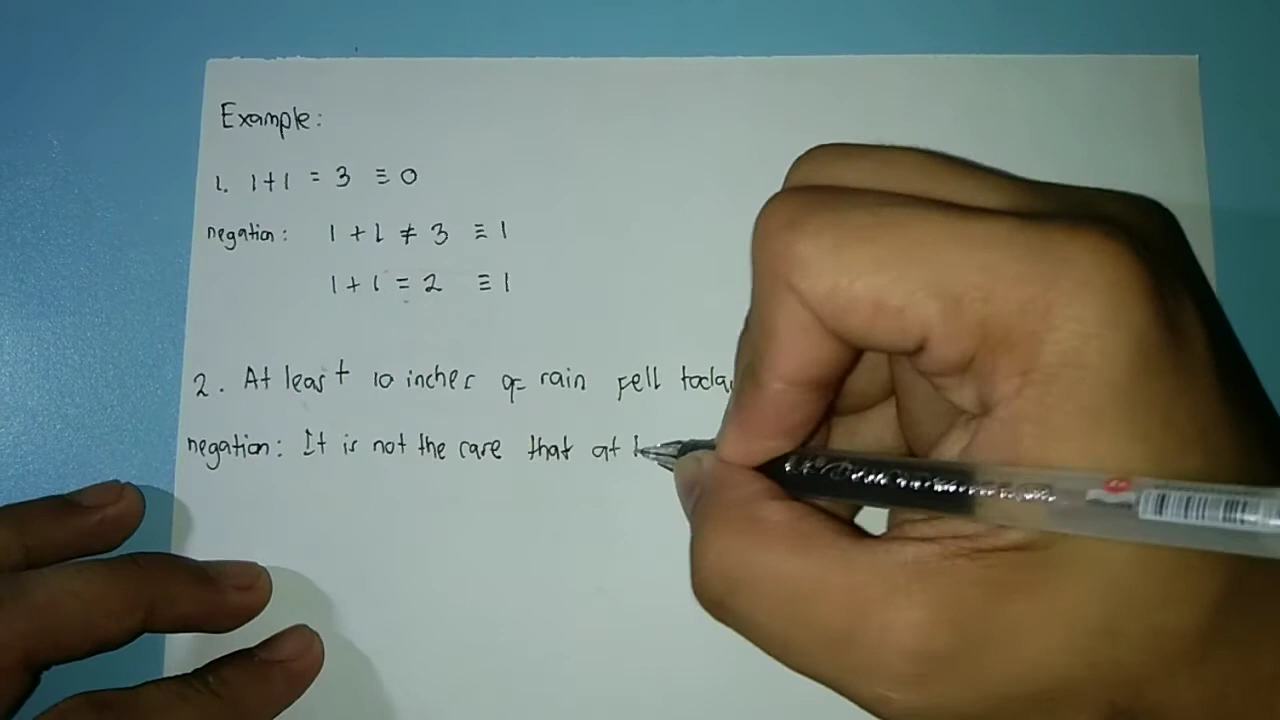 Example:
1. 1+1 = 3 ≡ 0
negation: 1 + 1 ≠ 3 ≡ 1
1 + 1 = 2 ≡ 1
2. At least 10 inches of rain fell today
negation: It is not the case that at l